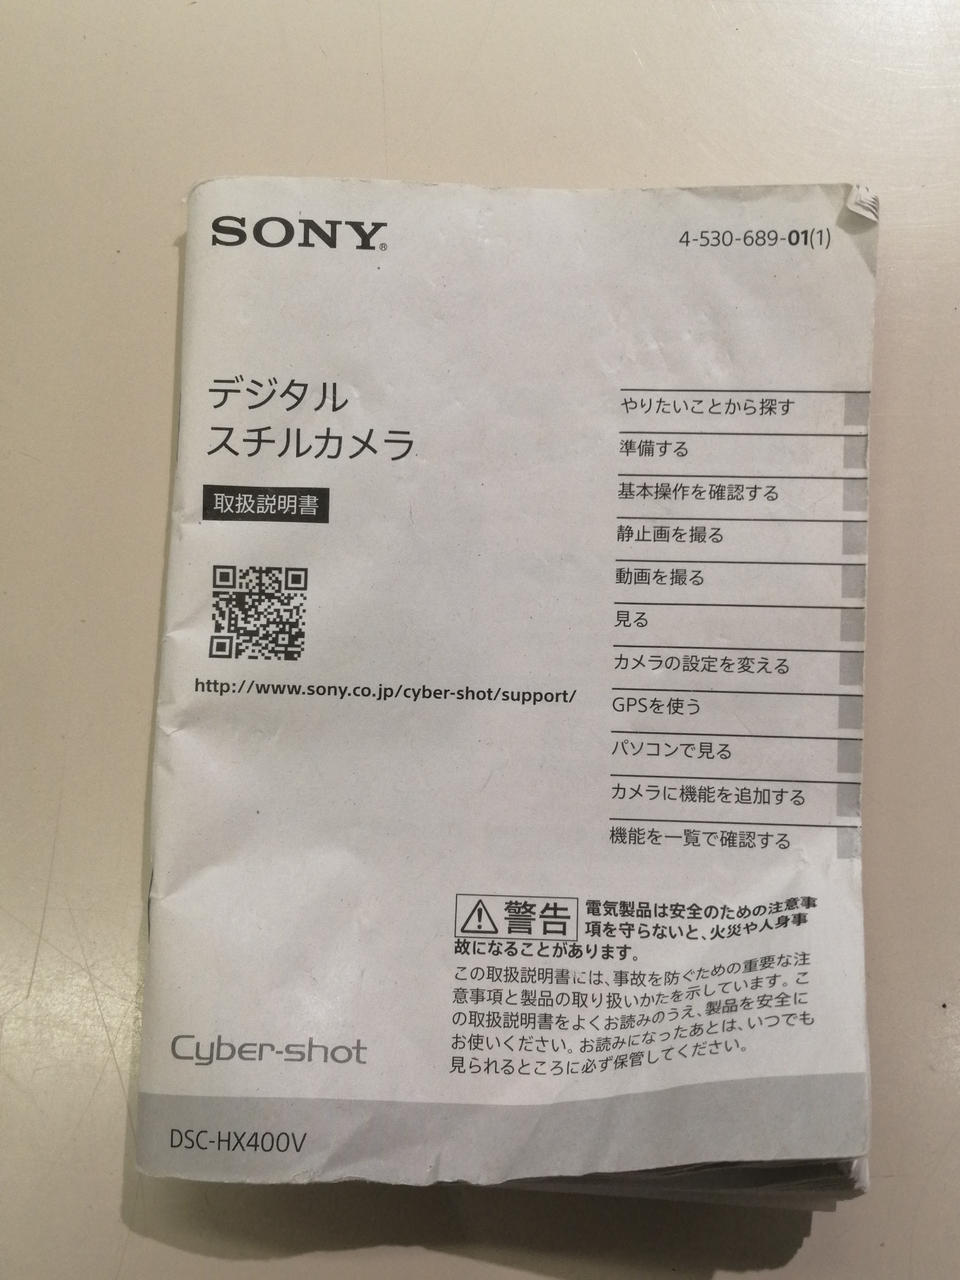 SONY®
4-530-689-01(1)
デジタル
スチルカメラ
取扱説明書
http://www.sony.co.jp/cyber-shot/support/
やりたいことから探す
準備する
基本操作を確認する
静止画を撮る
動画を撮る
見る
カメラの設定を変える
GPSを使う
パソコンで見る
カメラに機能を追加する
機能を一覧で確認する
警告
電気製品は安全のための注意事
項を守らないと、火災や人身事
故になることがあります。
この取扱説明書には、事故を防ぐための重要な注
意事項と製品の取り扱いかたを示しています。こ
の取扱説明書をよくお読みのうえ、製品を安全に
お使いください。お読みになったあとは、いつでも
見られるところに必ず保管してください。
Cyber-shot
DSC-HX400V